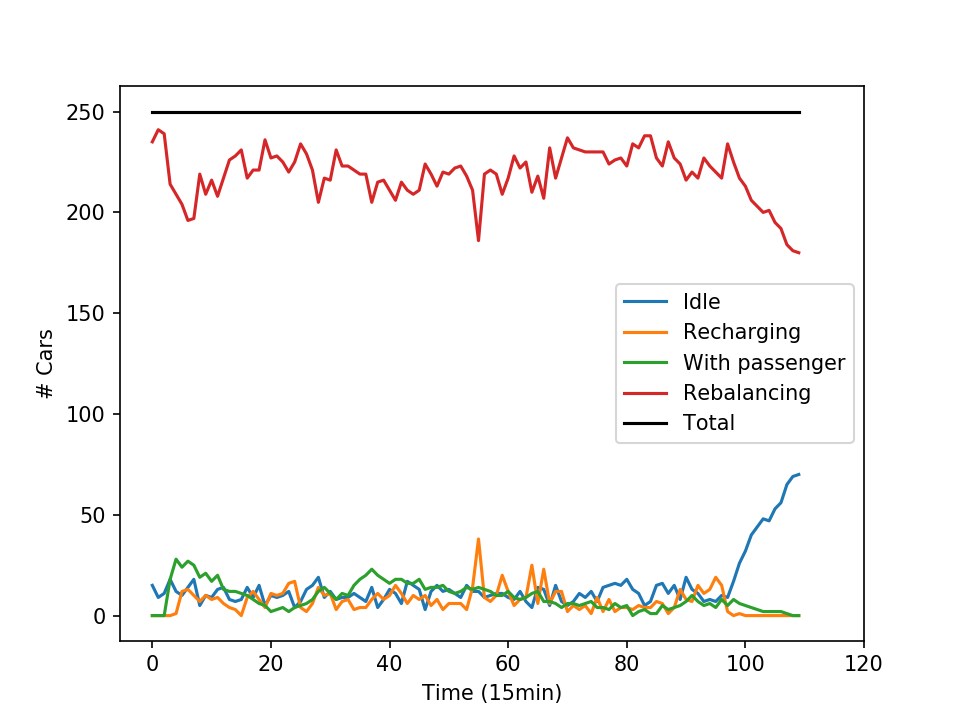 250
200
150
100
50
0
# Cars
Idle
Recharging
With passenger
Rebalancing
Total
0 20 40 60 80 100 120
Time (15min)